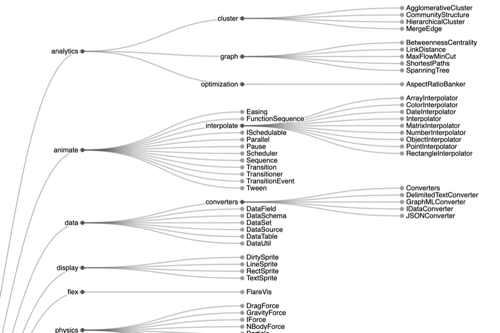 analytics
cluster
AgglomerativeCluster
CommunityStructure
HierarchicalCluster
MergeEdge
graph
BetweennessCentrality
LinkDistance
MaxFlowMinCut
ShortestPaths
SpanningTree
optimization
AspectRatioBanker
animate
Easing
FunctionSequence
interpolate
ArrayInterpolator
ColorInterpolator
DateInterpolator
Interpolator
MatrixInterpolator
NumberInterpolator
ObjectInterpolator
PointInterpolator
RectangleInterpolator
ISchedulable
Parallel
Pause
Scheduler
Sequence
Transition
Transitioner
TransitionEvent
Tween
data
converters
Converters
DelimitedTextConverter
GraphMLConverter
IDataConverter
JSONConverter
DataField
DataSchema
DataSet
DataSource
DataTable
DataUtil
display
DirtySprite
LineSprite
RectSprite
TextSprite
flex
FlareVis
physics
DragForce
GravityForce
IForce
NBodyForce
Particle